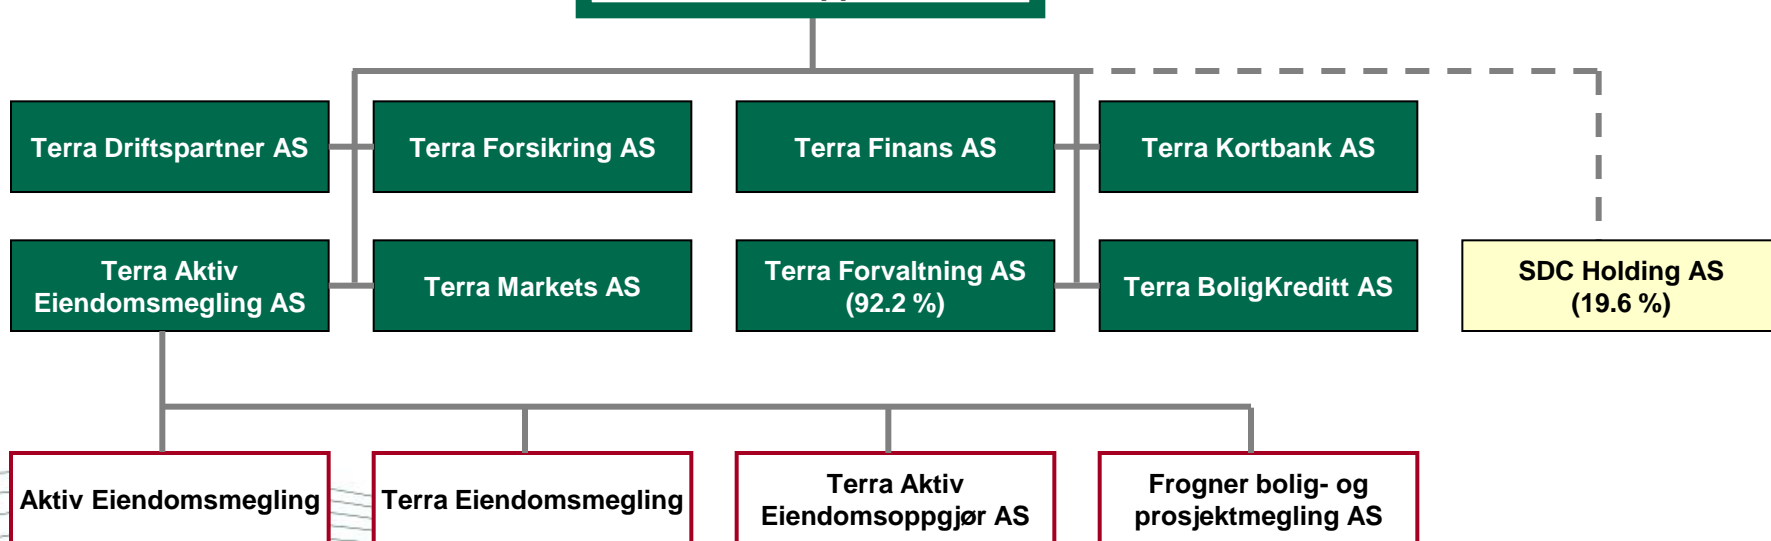 Terra Driftspartner AS
Terra Forsikring AS
Terra Finans AS
Terra Kortbank AS
Terra Aktiv
Eiendomsmegling AS
Terra Markets AS
Terra Forvaltning AS
(92.2 %)
Terra BoligKreditt AS
SDC Holding AS
(19.6 %)
Aktiv Eiendomsmegling
Terra Eiendomsmegling
Terra Aktiv
Eiendomsoppgjør AS
Frogner bolig- og
prosjektmegling AS